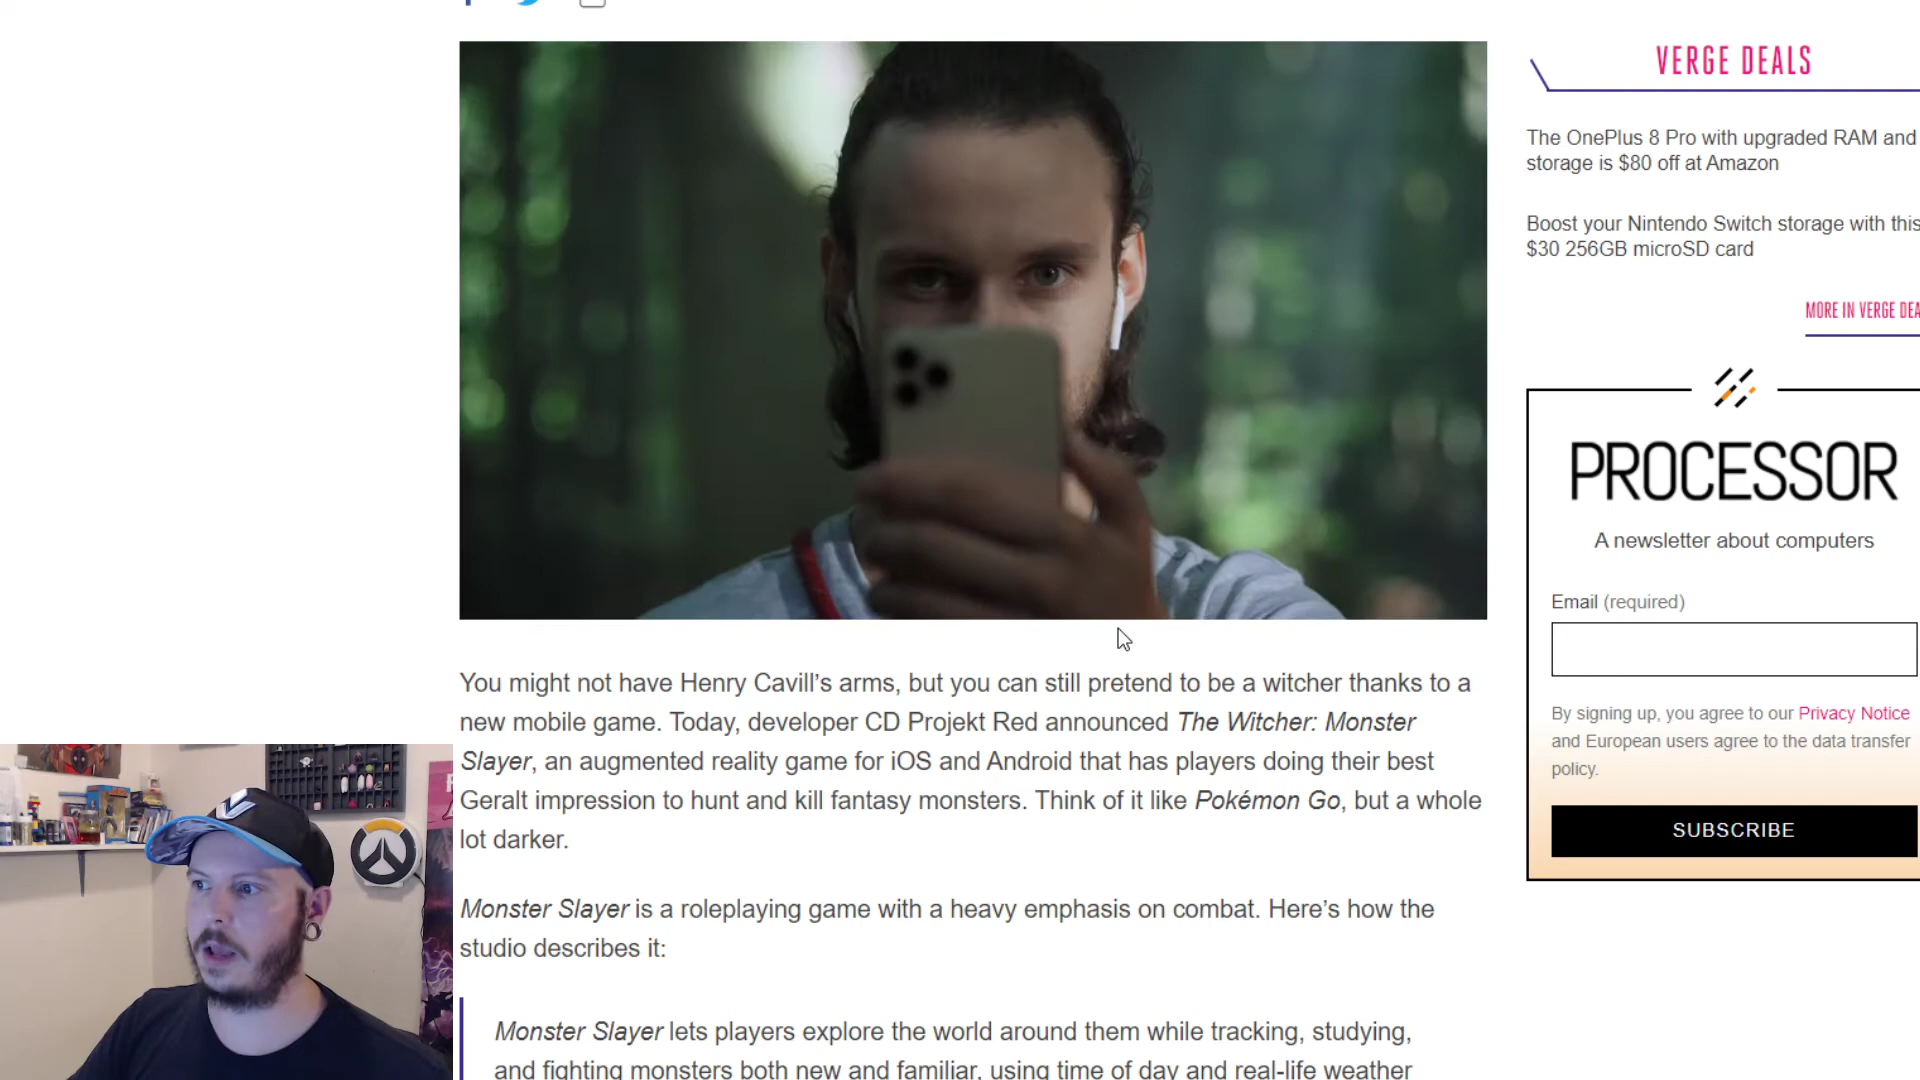 VERGE DEALS
The OnePlus 8 Pro with upgraded RAM and
storage is $80 off at Amazon
Boost your Nintendo Switch storage with this
$30 256GB microSD card
MORE IN VERGE DEA
PROCESSOR
A newsletter about computers
Email (required)
By signing up, you agree to our Privacy Notice
and European users agree to the data transfer
policy.
SUBSCRIBE
You might not have Henry Cavill’s arms, but you can still pretend to be a witcher thanks to a
new mobile game. Today, developer CD Projekt Red announced The Witcher: Monster
Slayer, an augmented reality game for iOS and Android that has players doing their best
Geralt impression to hunt and kill fantasy monsters. Think of it like Pokémon Go, but a whole
lot darker.
Monster Slayer is a roleplaying game with a heavy emphasis on combat. Here’s how the
studio describes it:
Monster Slayer lets players explore the world around them while tracking, studying,
and fighting monsters both new and familiar, using time of day and real-life weather